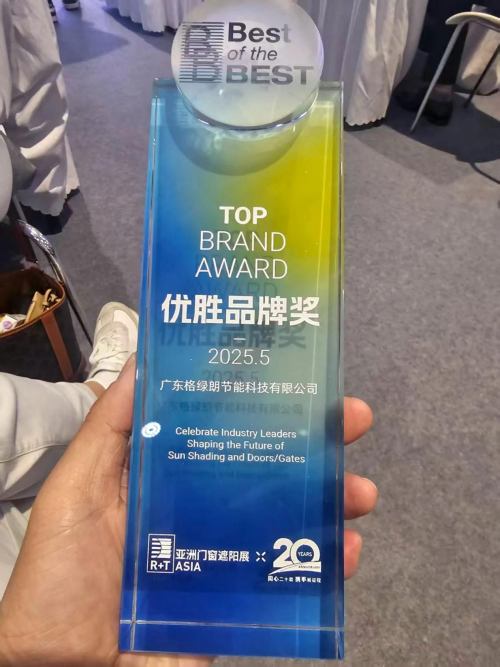 Best
of the
BEST
TOP
BRAND
AWARD
优胜品牌奖
2025.5
广东格绿朗节能科技有限公司
Celebrate Industry Leaders
Shaping the Future of
Sun Shading and Doors/Gates
R+T
亚洲门窗遮阳展
ASIA
20
YEARS
ANNIVERSARY